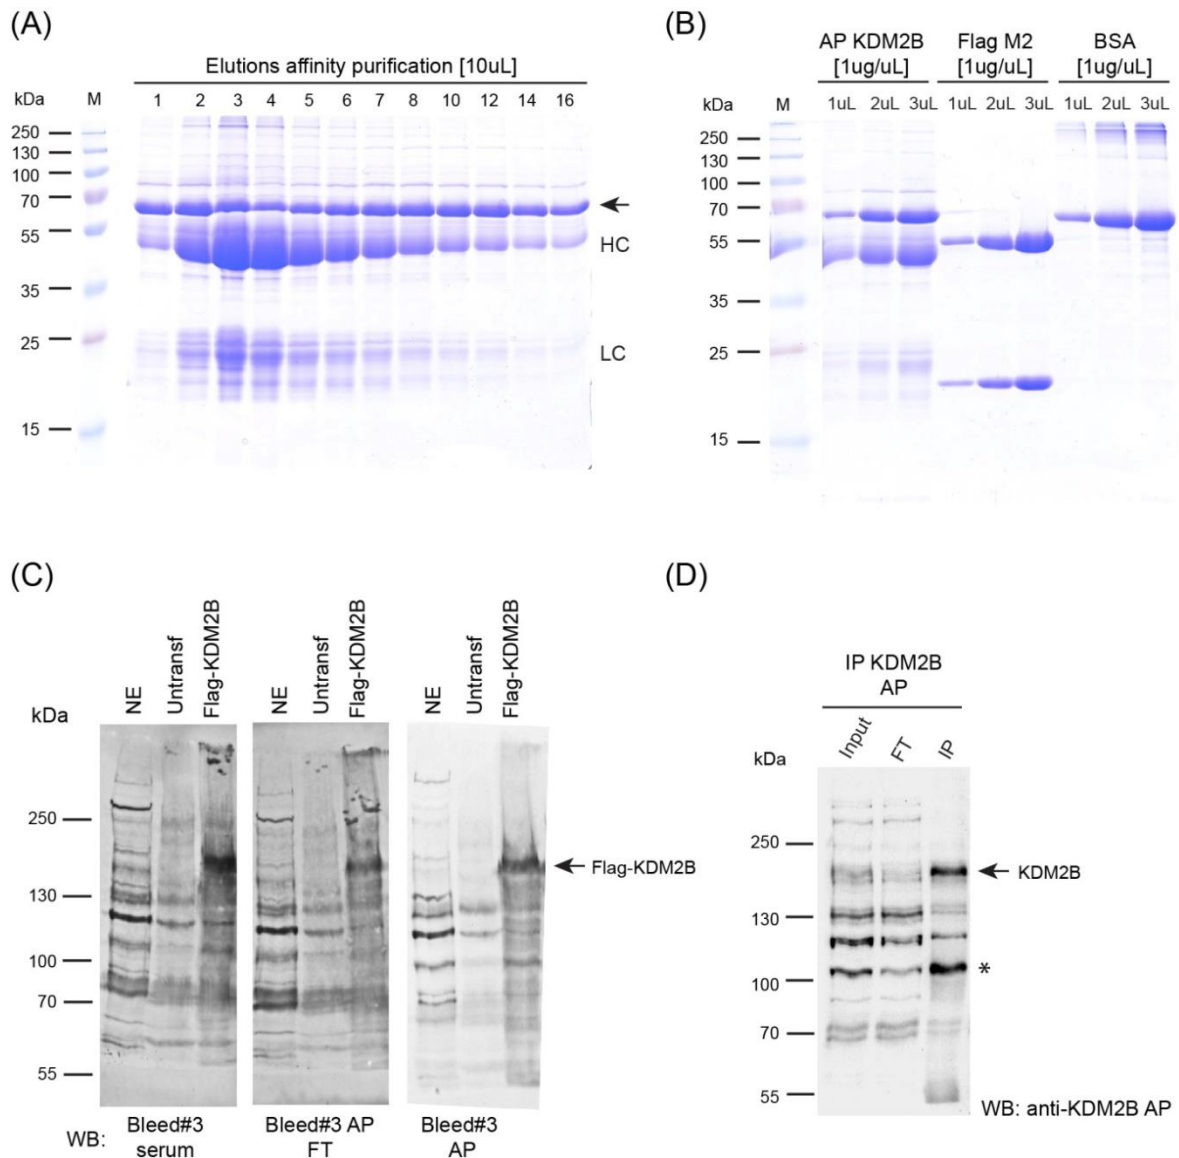 (A)
Elutions affinity purification [10uL]
kDa M 1 2 3 4 5 6 7 8 10 12 14 16
250
130
100
70
55
HC
35
25
LC
15
(B)
AP KDM2B Flag M2 BSA
[1ug/uL] [1ug/uL] [1ug/uL]
kDa M 1uL 2uL 3uL 1uL 2uL 3uL 1uL 2uL 3uL
250
130
100
70
55
35
25
15
(C)
NE Untransf Flag-KDM2B NE Untransf Flag-KDM2B NE Untransf Flag-KDM2B
kDa
250
Flag-KDM2B
130
100
70
55
WB: Bleed#3 serum Bleed#3 AP FT Bleed#3 AP
(D)
IP KDM2B
AP
Input FT IP
kDa
250
KDM2B
130
100 *
70
55
WB: anti-KDM2B AP